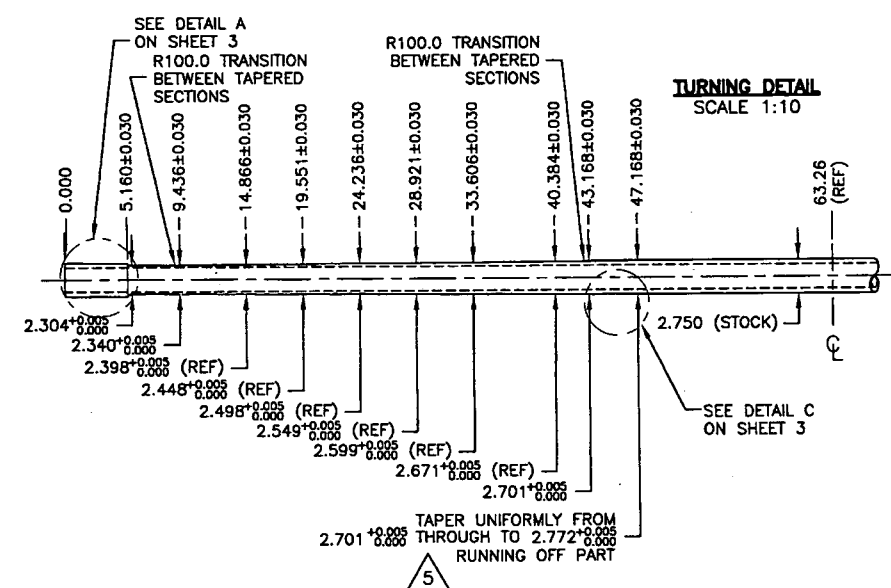 SEE DETAIL A
ON SHEET 3
R100.0 TRANSITION
BETWEEN TAPERED
SECTIONS
R100.0 TRANSITION
BETWEEN TAPERED
SECTIONS
TURNING DETAIL
SCALE 1:10
0.000
5.160±0.030
9.436±0.030
14.866±0.030
19.551±0.030
24.236±0.030
28.921±0.030
33.606±0.030
40.384±0.030
43.168±0.030
47.168±0.030
63.26
(REF)
2.304+0.005 0.000
2.340+0.005 0.000
2.398+0.005 0.000 (REF)
2.448+0.005 0.000 (REF)
2.498+0.005 0.000 (REF)
2.549+0.005 0.000 (REF)
2.599+0.005 0.000 (REF)
2.671+0.005 0.000 (REF)
2.701+0.005 0.000
2.750 (STOCK)
℄
SEE DETAIL C
ON SHEET 3
TAPER UNIFORMLY FROM
2.701 +0.005 0.000 THROUGH TO 2.772+0.005 0.000
RUNNING OFF PART
5